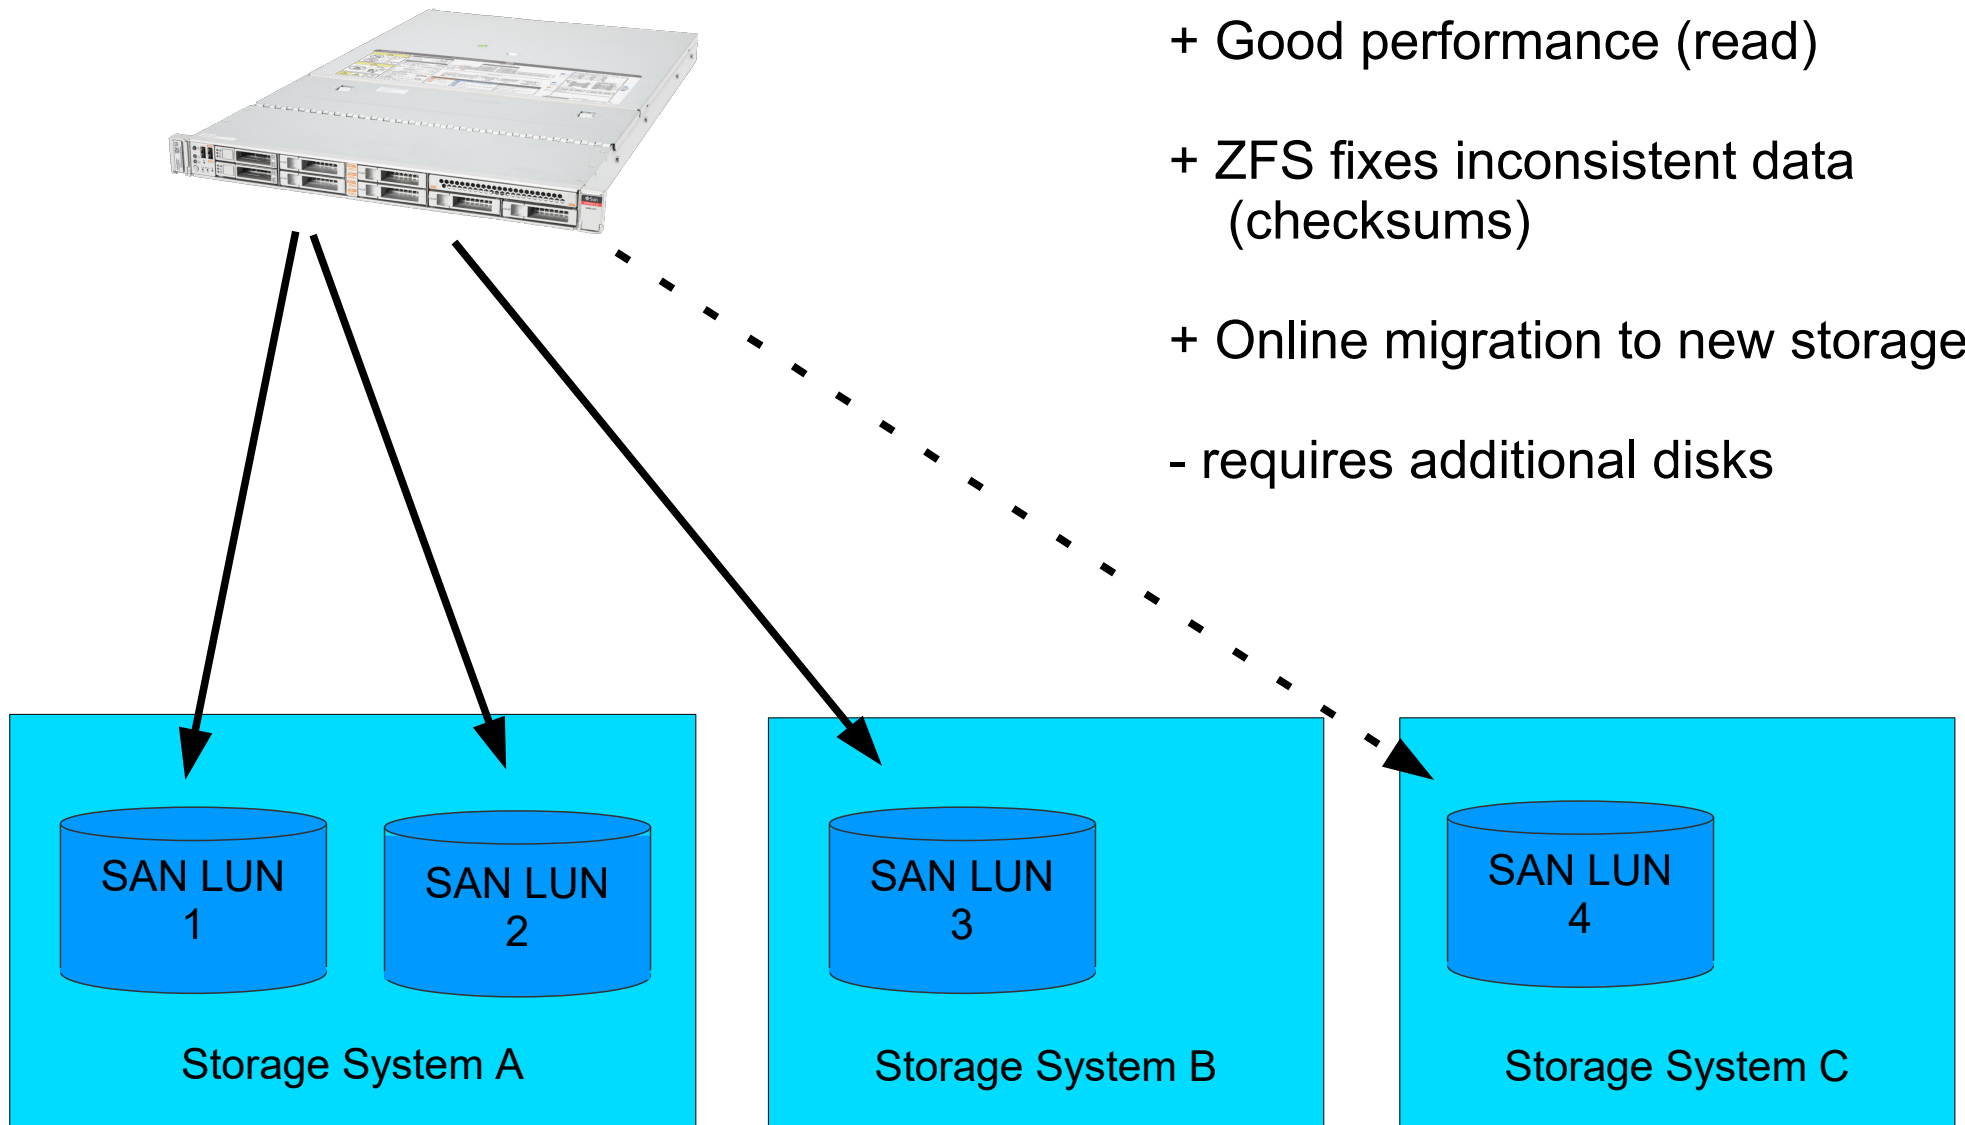 + Good performance (read)
+ ZFS fixes inconsistent data
(checksums)
+ Online migration to new storage
- requires additional disks
SAN LUN
1
SAN LUN
2
SAN LUN
3
SAN LUN
4
Storage System A
Storage System B
Storage System C